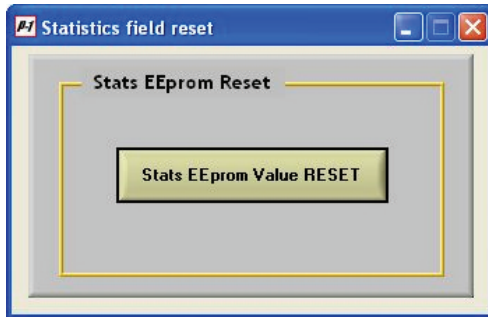 Statistics field reset
Stats EEprom Reset
Stats EEprom Value RESET